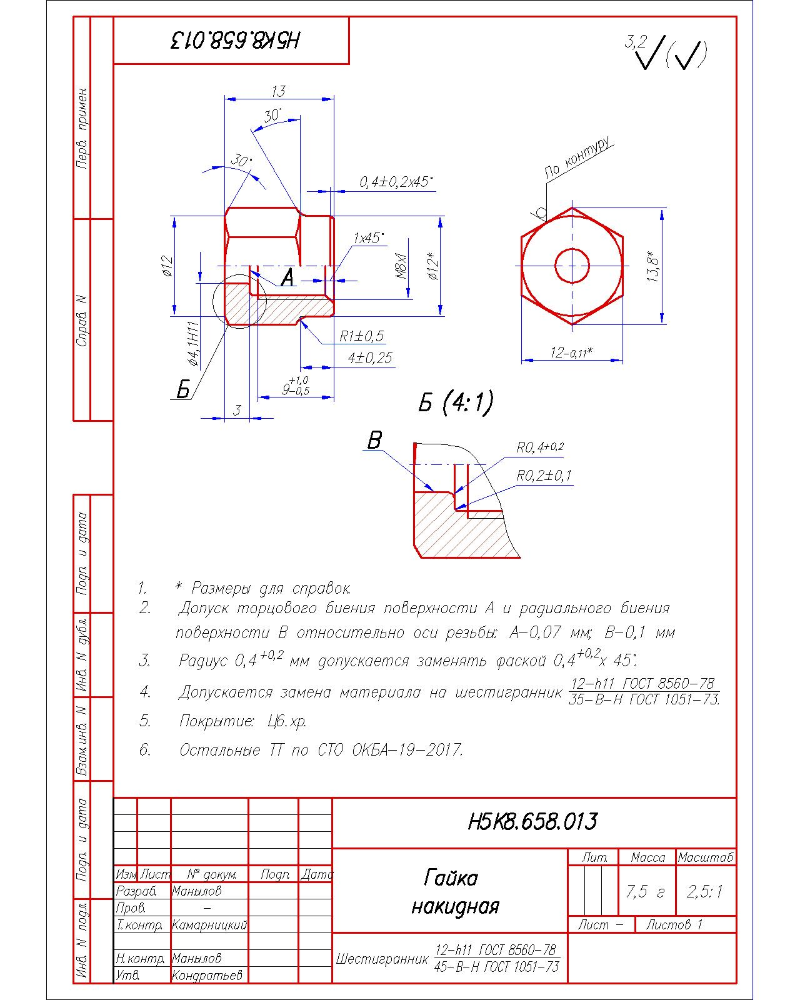 Н5К8.658.013
3,2 (√)
13
30°
30°
0,4±0,2x45°
1x45°
⌀12
А
М8x1
⌀12*
⌀4,1Н11
R1±0,5
4±0,25
9 +1,0 -0,5
Б
3
По контуру
13,8*
12-0,11*
Б (4:1)
В
R0,4+0,2
R0,2±0,1
1. * Размеры для справок.
2. Допуск торцового биения поверхности А и радиального биения
поверхности В относительно оси резьбы: А-0,07 мм; В-0,1 мм
3. Радиус 0,4+0,2 мм допускается заменять фаской 0,4+0,2х 45°.
4. Допускается замена материала на шестигранник 12-h11 ГОСТ 8560-78
35-В-Н ГОСТ 1051-73.
5. Покрытие: Ц6.хр.
6. Остальные ТТ по СТО ОКБА-19-2017.
Перв. примен.
Справ. N
Подп. и дата
Инв. N дубл.
Взам. инв. N
Подп. и дата
Инв. N подл.
Н5К8.658.013
Изм Лист № докум. Подп. Дата
Разраб. Манылов
Пров. –
Т.контр. Камарницкий
Н.контр. Манылов
Утв. Кондратьев
Гайка
накидная
Лит. Масса Масштаб
7,5 г 2,5:1
Лист – Листов 1
Шестигранник 12-h11 ГОСТ 8560-78
45-В-Н ГОСТ 1051-73